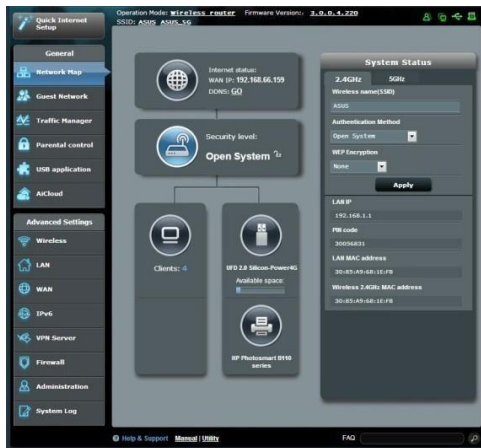 Quick Internet
Setup
Operation Mode: Wireless router Firmware Version: 3.0.0.4.220
SSID: ASUS ASUS_5G
General
Network Map
Guest Network
Traffic Manager
Parental control
USB application
AiCloud
Advanced Settings
Wireless
LAN
WAN
IPv6
VPN Server
Firewall
Administration
System Log
Internet status:
WAN IP: 192.168.66.159
DDNS: GO
Security level:
Open System
Clients: 4
UFD 2.0 Silicon-Power4G
Available space:
HP Photosmart B110
series
System Status
2.4GHz 5GHz
Wireless name(SSID)
ASUS
Authentication Method
Open System
WEP Encryption
None
Apply
LAN IP
192.168.1.1
PIN code
30056831
LAN MAC address
30:85:A9:68:1E:F8
Wireless 2.4GHz MAC address
30:85:A9:68:1E:F8
Help & Support Manual | Utility FAQ